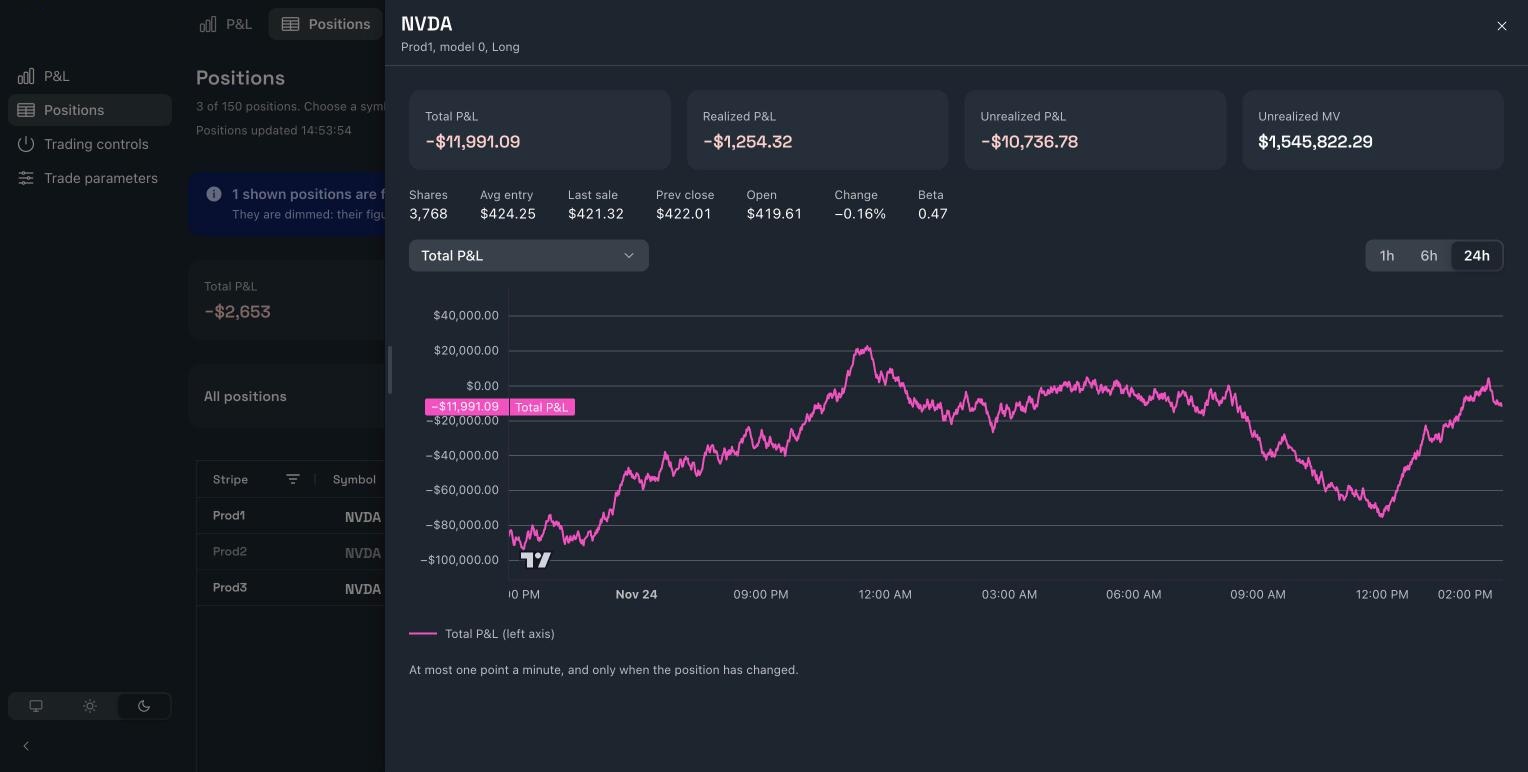 P&L
Positions
P&L
Positions
Trading controls
Trade parameters
Positions
3 of 150 positions. Choose a
Positions updated 14:53:54
1 shown positions are
They are dimmed: their
Total P&L
−$2,653
All positions
Stripe
Symbol
Prod1
NVDA
Prod2
NVDA
Prod3
NVDA
NVDA
Prod1, model 0, Long
Total P&L
−$11,991.09
Realized P&L
−$1,254.32
Unrealized P&L
−$10,736.78
Unrealized MV
$1,545,822.29
Shares
3,768
Avg entry
$424.25
Last sale
$421.32
Prev close
$422.01
Open
$419.61
Change
−0.16%
Beta
0.47
Total P&L
1h 6h 24h
$40,000.00
$20,000.00
$0.00
−$11,991.09 Total P&L
−$20,000.00
−$40,000.00
−$60,000.00
−$80,000.00
−$100,000.00
PM Nov 24 09:00 PM 12:00 AM 03:00 AM 06:00 AM 09:00 AM 12:00 PM 02:00 PM
Total P&L (left axis)
At most one point a minute, and only when the position has changed.